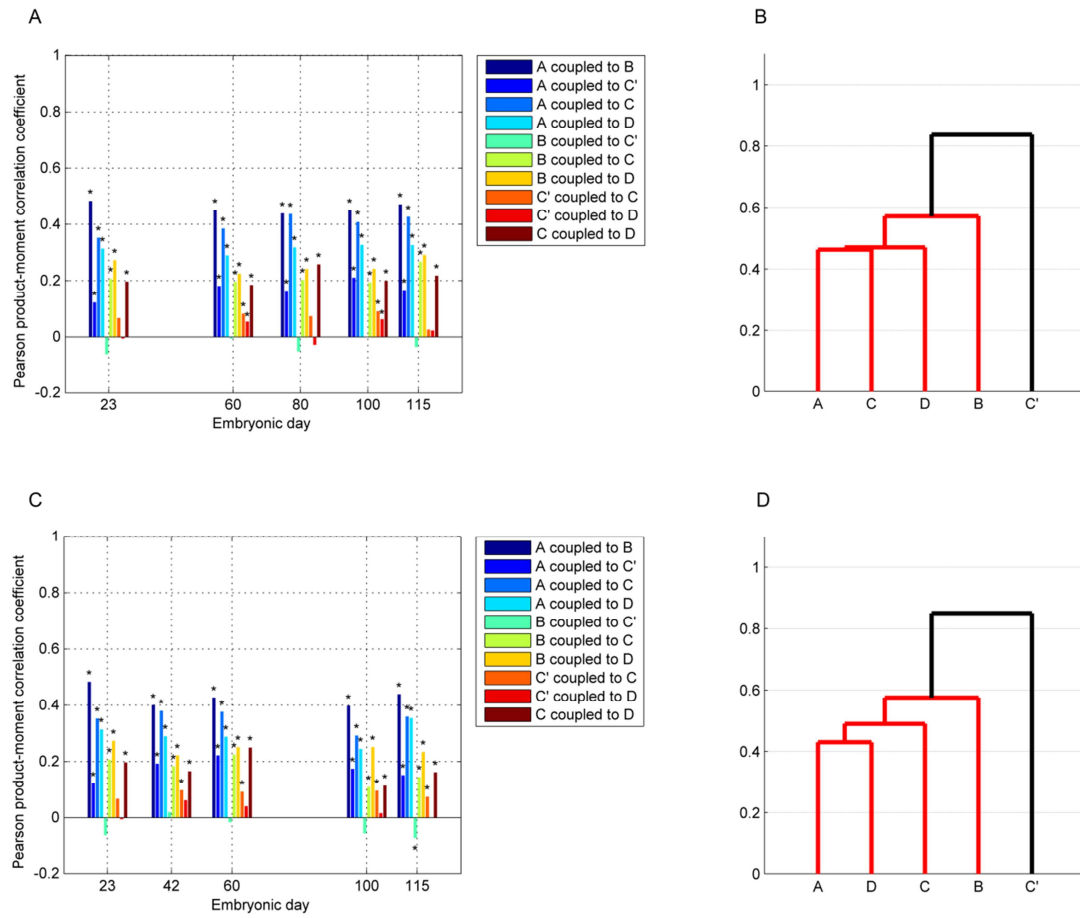 A
Pearson product-moment correlation coefficient
1
0.8
0.6
0.4
0.2
0
-0.2
23 60 80 100 115
Embryonic day
A coupled to B
A coupled to C'
A coupled to C
A coupled to D
B coupled to C'
B coupled to C
B coupled to D
C' coupled to C
C' coupled to D
C coupled to D
B
1
0.8
0.6
0.4
0.2
0
A C D B C'
C
Pearson product-moment correlation coefficient
1
0.8
0.6
0.4
0.2
0
-0.2
23 42 60 100 115
Embryonic day
A coupled to B
A coupled to C'
A coupled to C
A coupled to D
B coupled to C'
B coupled to C
B coupled to D
C' coupled to C
C' coupled to D
C coupled to D
D
1
0.8
0.6
0.4
0.2
0
A D C B C'